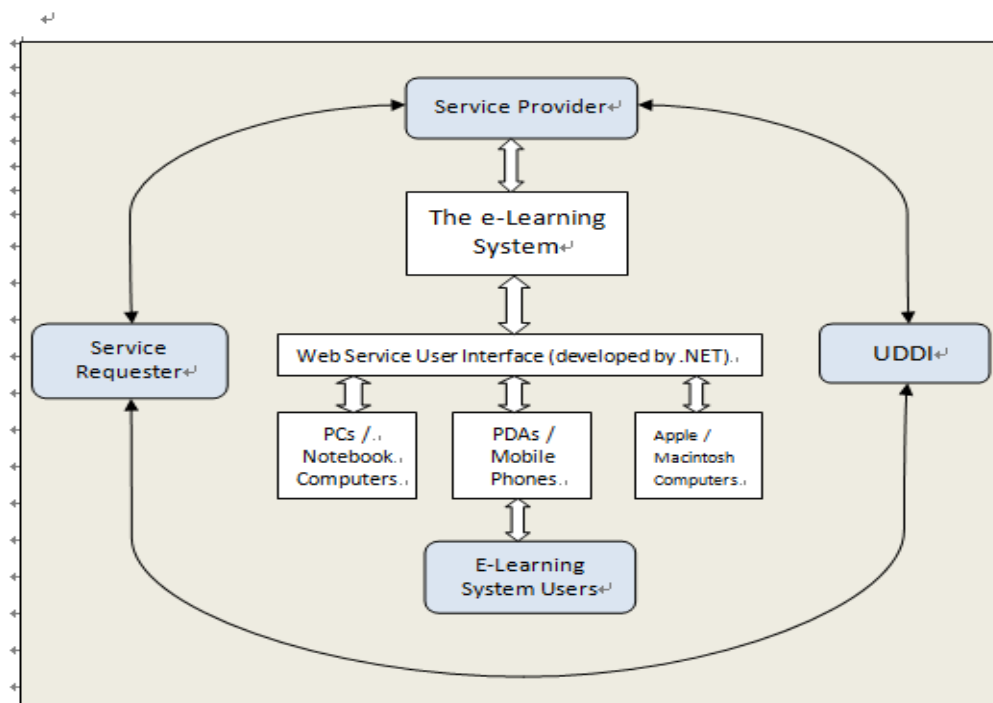 Service Provider
The e-Learning
System
Service
Requester
Web Service User Interface (developed by .NET).
UDDI
PCs /
Notebook
Computers
PDAs /
Mobile
Phones
Apple /
Macintosh
Computers
E-Learning
System Users